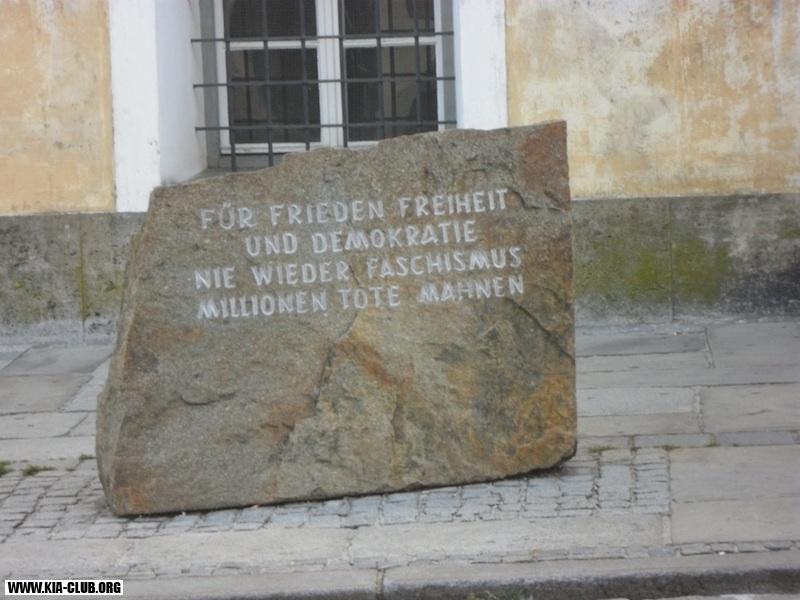 FÜR FRIEDEN FREIHEIT
UND DEMOKRATIE
NIE WIEDER FASCHISMUS
MILLIONEN TOTE MAHNEN
WWW.KIA-CLUB.ORG